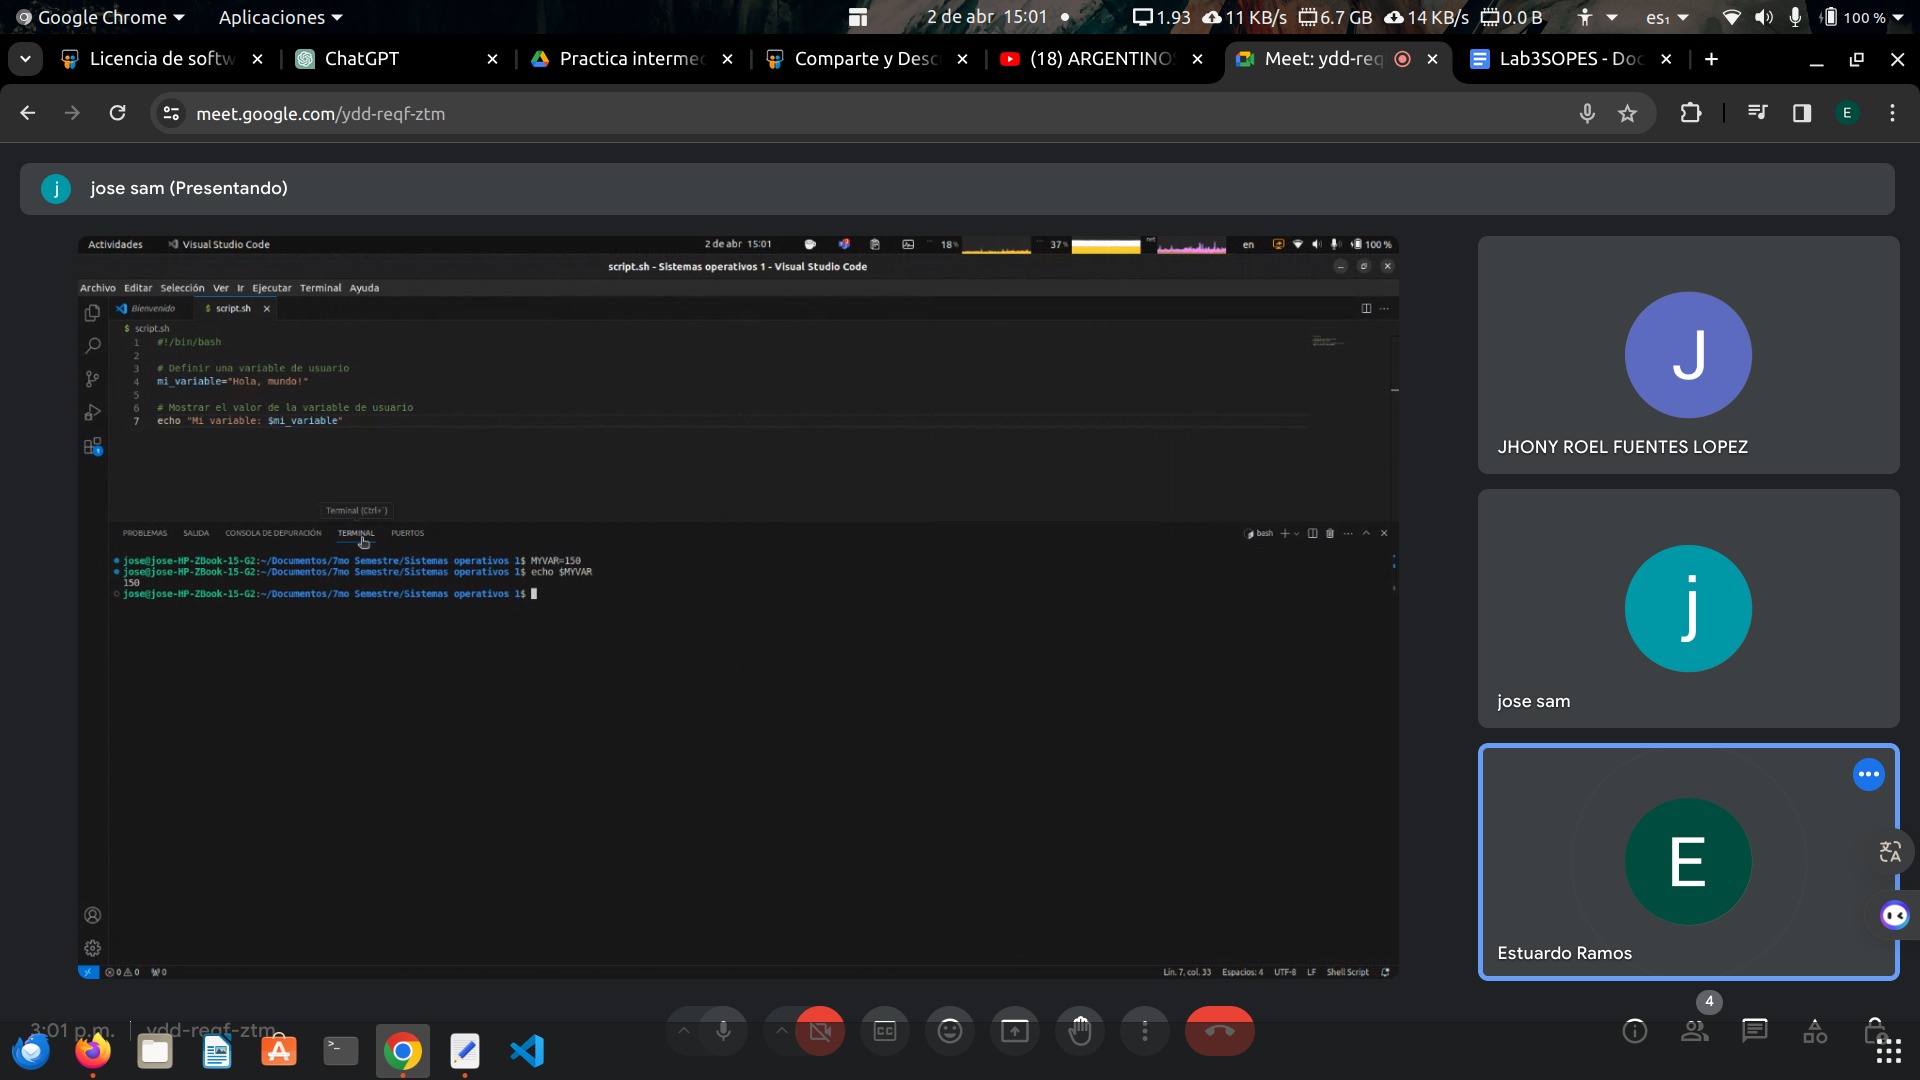 Google Chrome Aplicaciones 2 de abr 15:01 1.93 11 KB/s 6.7 GB 14 KB/s 0.0 B es₁ 100 %
Licencia de softw ChatGPT Practica intermed Comparte y Desc (18) ARGENTINOS Meet: ydd-req Lab3SOPES - Doc
meet.google.com/ydd-reqf-ztm E
j jose sam (Presentando)
Actividades Visual Studio Code 2 de abr 15:01 18% 37% net en 100 %
script.sh - Sistemas operativos 1 - Visual Studio Code
Archivo Editar Selección Ver Ir Ejecutar Terminal Ayuda
Bienvenido $ script.sh
$ script.sh
1 #!/bin/bash
2
3 # Definir una variable de usuario
4 mi_variable="Hola, mundo!"
5
6 # Mostrar el valor de la variable de usuario
7 echo "Mi variable: $mi_variable"
Terminal (Ctrl+`)
PROBLEMAS SALIDA CONSOLA DE DEPURACIÓN TERMINAL PUERTOS bash
jose@jose-HP-ZBook-15-G2:~/Documentos/7mo Semestre/Sistemas operativos 1$ MYVAR=150
jose@jose-HP-ZBook-15-G2:~/Documentos/7mo Semestre/Sistemas operativos 1$ echo $MYVAR
150
jose@jose-HP-ZBook-15-G2:~/Documentos/7mo Semestre/Sistemas operativos 1$
0 0 0 Lín. 7, col. 33 Espacios: 4 UTF-8 LF Shell Script
J
JHONY ROEL FUENTES LOPEZ
j
jose sam
E
Estuardo Ramos
4
3:01 p.m. ydd-reqf-ztm